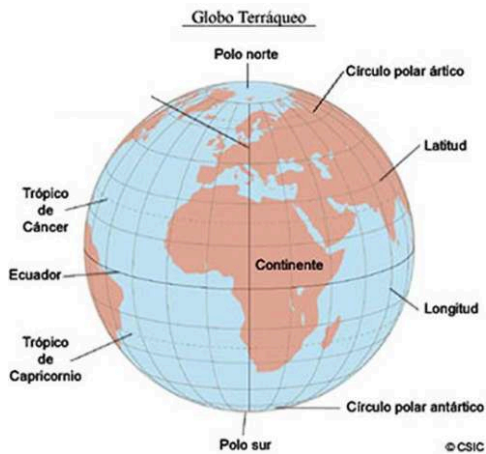 Globo Terráqueo
Polo norte
Círculo polar ártico
Latitud
Trópico
de
Cáncer
Continente
Ecuador
Longitud
Trópico
de
Capricornio
Círculo polar antártico
Polo sur
© CSIC